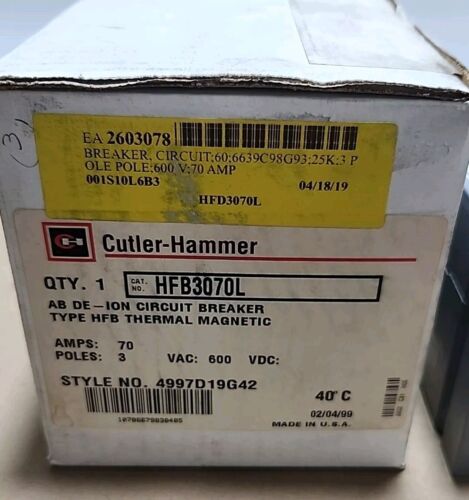 (3)
EA 2603078
BREAKER, CIRCUIT;60;6639C98G93;25K;3 P
OLE POLE;600 V;70 AMP
001S10L6B3 04/18/19
HFD3070L
CH Cutler-Hammer
QTY. 1 CAT. NO. HFB3070L
AB DE-ION CIRCUIT BREAKER
TYPE HFB THERMAL MAGNETIC
AMPS: 70
POLES: 3 VAC: 600 VDC:
STYLE NO. 4997D19G42
40°C
02/04/99
MADE IN U.S.A.